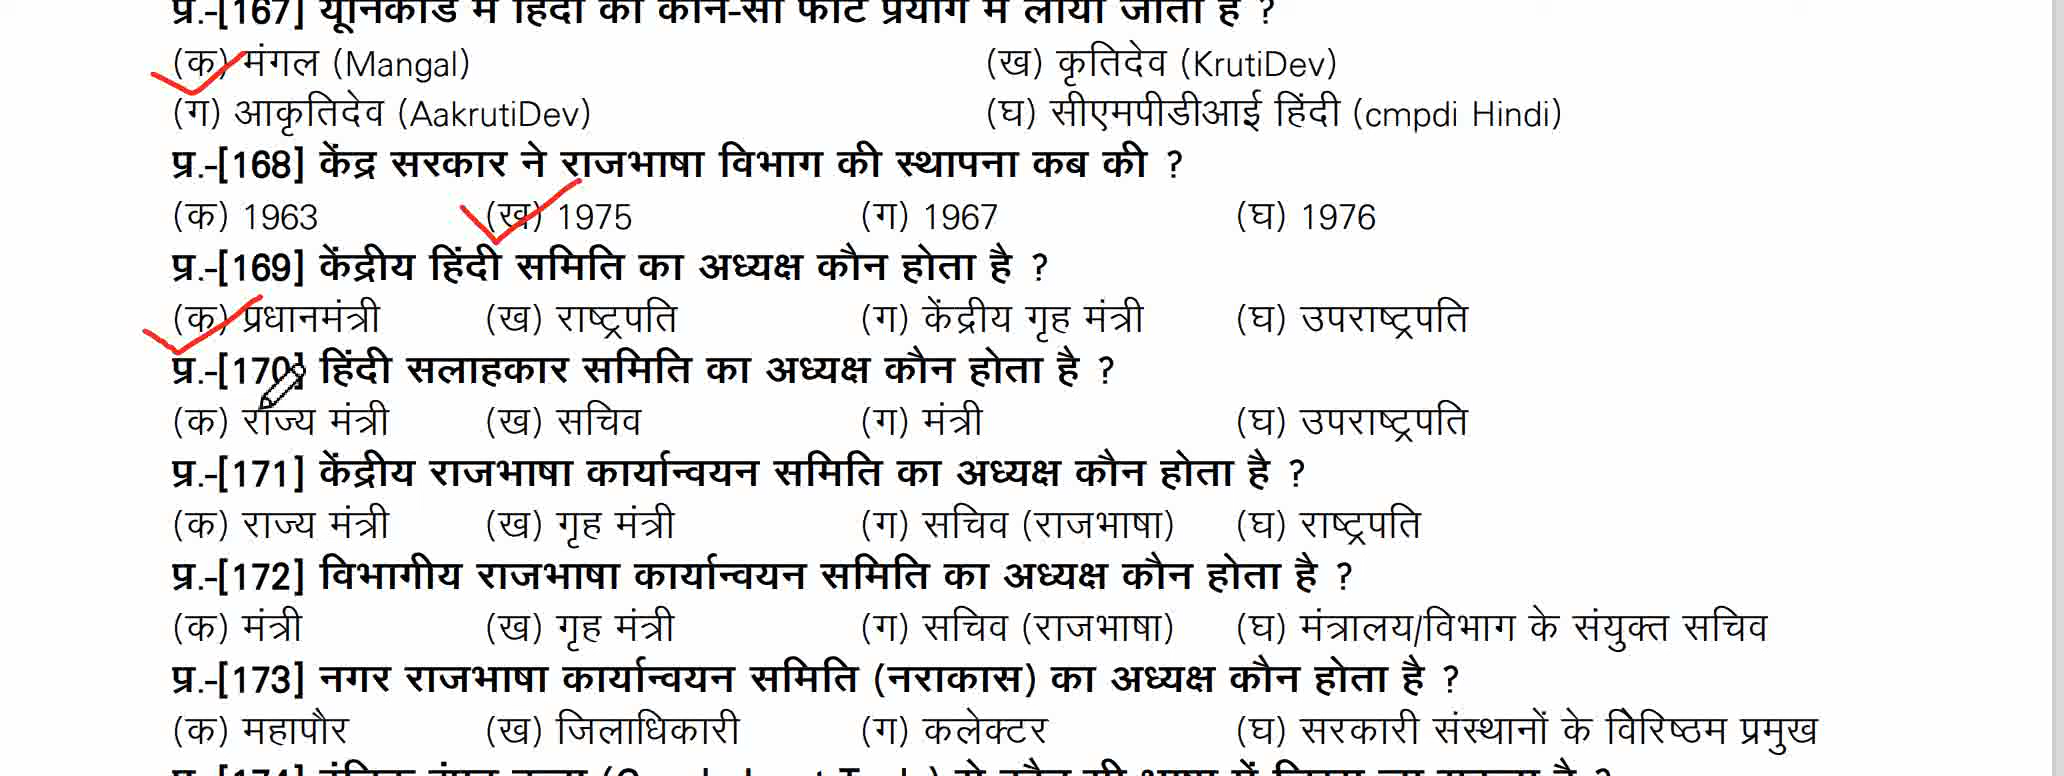 प्र.-[167] यूनिकोड में हिंदी का कौन-सा फोंट प्रयोग में लाया जाता है ?
(क) मंगल (Mangal) (ख) कृतिदेव (KrutiDev)
(ग) आकृतिदेव (AakrutiDev) (घ) सीएमपीडीआई हिंदी (cmpdi Hindi)
प्र.-[168] केंद्र सरकार ने राजभाषा विभाग की स्थापना कब की ?
(क) 1963 (ख) 1975 (ग) 1967 (घ) 1976
प्र.-[169] केंद्रीय हिंदी समिति का अध्यक्ष कौन होता है ?
(क) प्रधानमंत्री (ख) राष्ट्रपति (ग) केंद्रीय गृह मंत्री (घ) उपराष्ट्रपति
प्र.-[170] हिंदी सलाहकार समिति का अध्यक्ष कौन होता है ?
(क) राज्य मंत्री (ख) सचिव (ग) मंत्री (घ) उपराष्ट्रपति
प्र.-[171] केंद्रीय राजभाषा कार्यान्वयन समिति का अध्यक्ष कौन होता है ?
(क) राज्य मंत्री (ख) गृह मंत्री (ग) सचिव (राजभाषा) (घ) राष्ट्रपति
प्र.-[172] विभागीय राजभाषा कार्यान्वयन समिति का अध्यक्ष कौन होता है ?
(क) मंत्री (ख) गृह मंत्री (ग) सचिव (राजभाषा) (घ) मंत्रालय/विभाग के संयुक्त सचिव
प्र.-[173] नगर राजभाषा कार्यान्वयन समिति (नराकास) का अध्यक्ष कौन होता है ?
(क) महापौर (ख) जिलाधिकारी (ग) कलेक्टर (घ) सरकारी संस्थानों के विेरिष्ठम प्रमुख